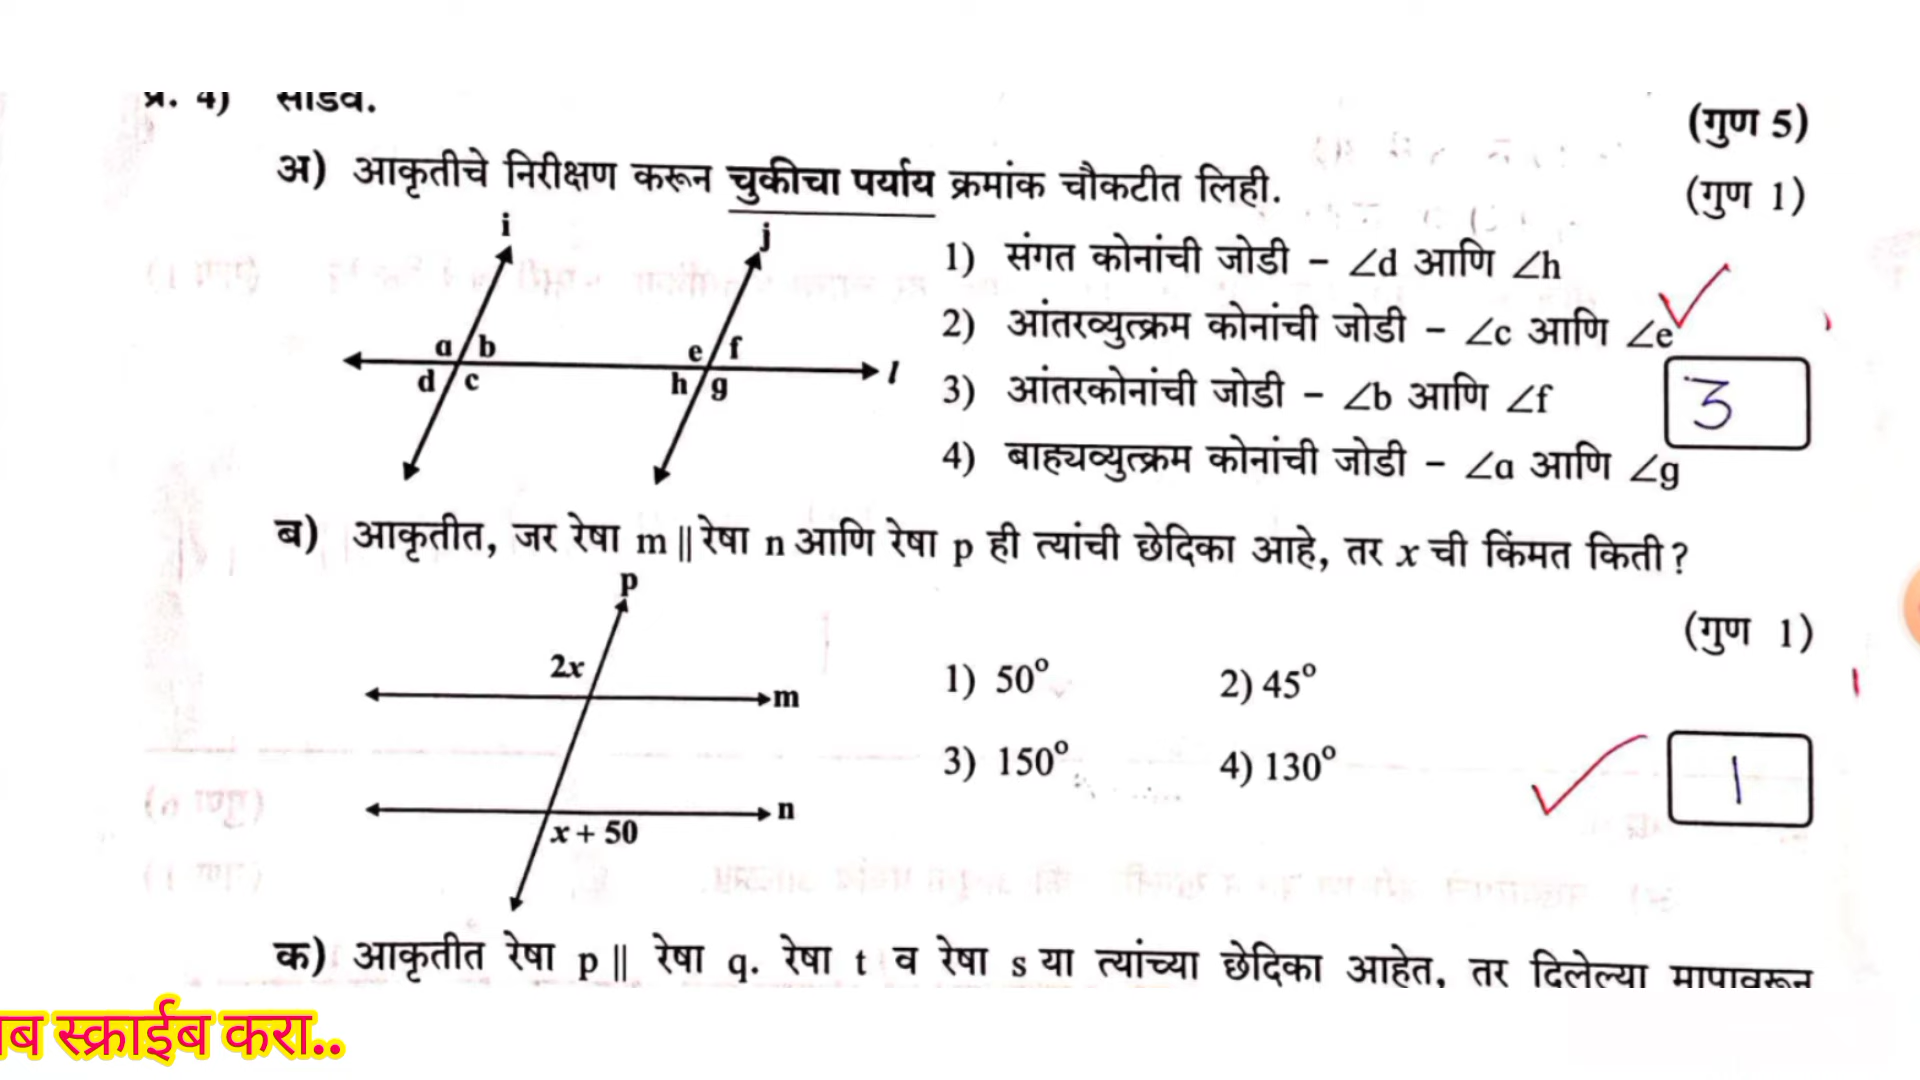 प्र. 4) सोडव.
(गुण 5)
अ) आकृतीचे निरीक्षण करून चुकीचा पर्याय क्रमांक चौकटीत लिही.
(गुण 1)
i
j
a b
e f
d c
h g
l
1) संगत कोनांची जोडी – ∠d आणि ∠h
2) आंतरव्युत्क्रम कोनांची जोडी – ∠c आणि ∠e
3) आंतरकोनांची जोडी – ∠b आणि ∠f
3
4) बाह्यव्युत्क्रम कोनांची जोडी – ∠a आणि ∠g
ब) आकृतीत, जर रेषा m || रेषा n आणि रेषा p ही त्यांची छेदिका आहे, तर x ची किंमत किती?
(गुण 1)
p
2x
m
n
x + 50
1) 50° 2) 45°
3) 150° 4) 130°
1
क) आकृतीत रेषा p || रेषा q. रेषा t व रेषा s या त्यांच्या छेदिका आहेत, तर दिलेल्या मापावरून
ब स्क्राईब करा..